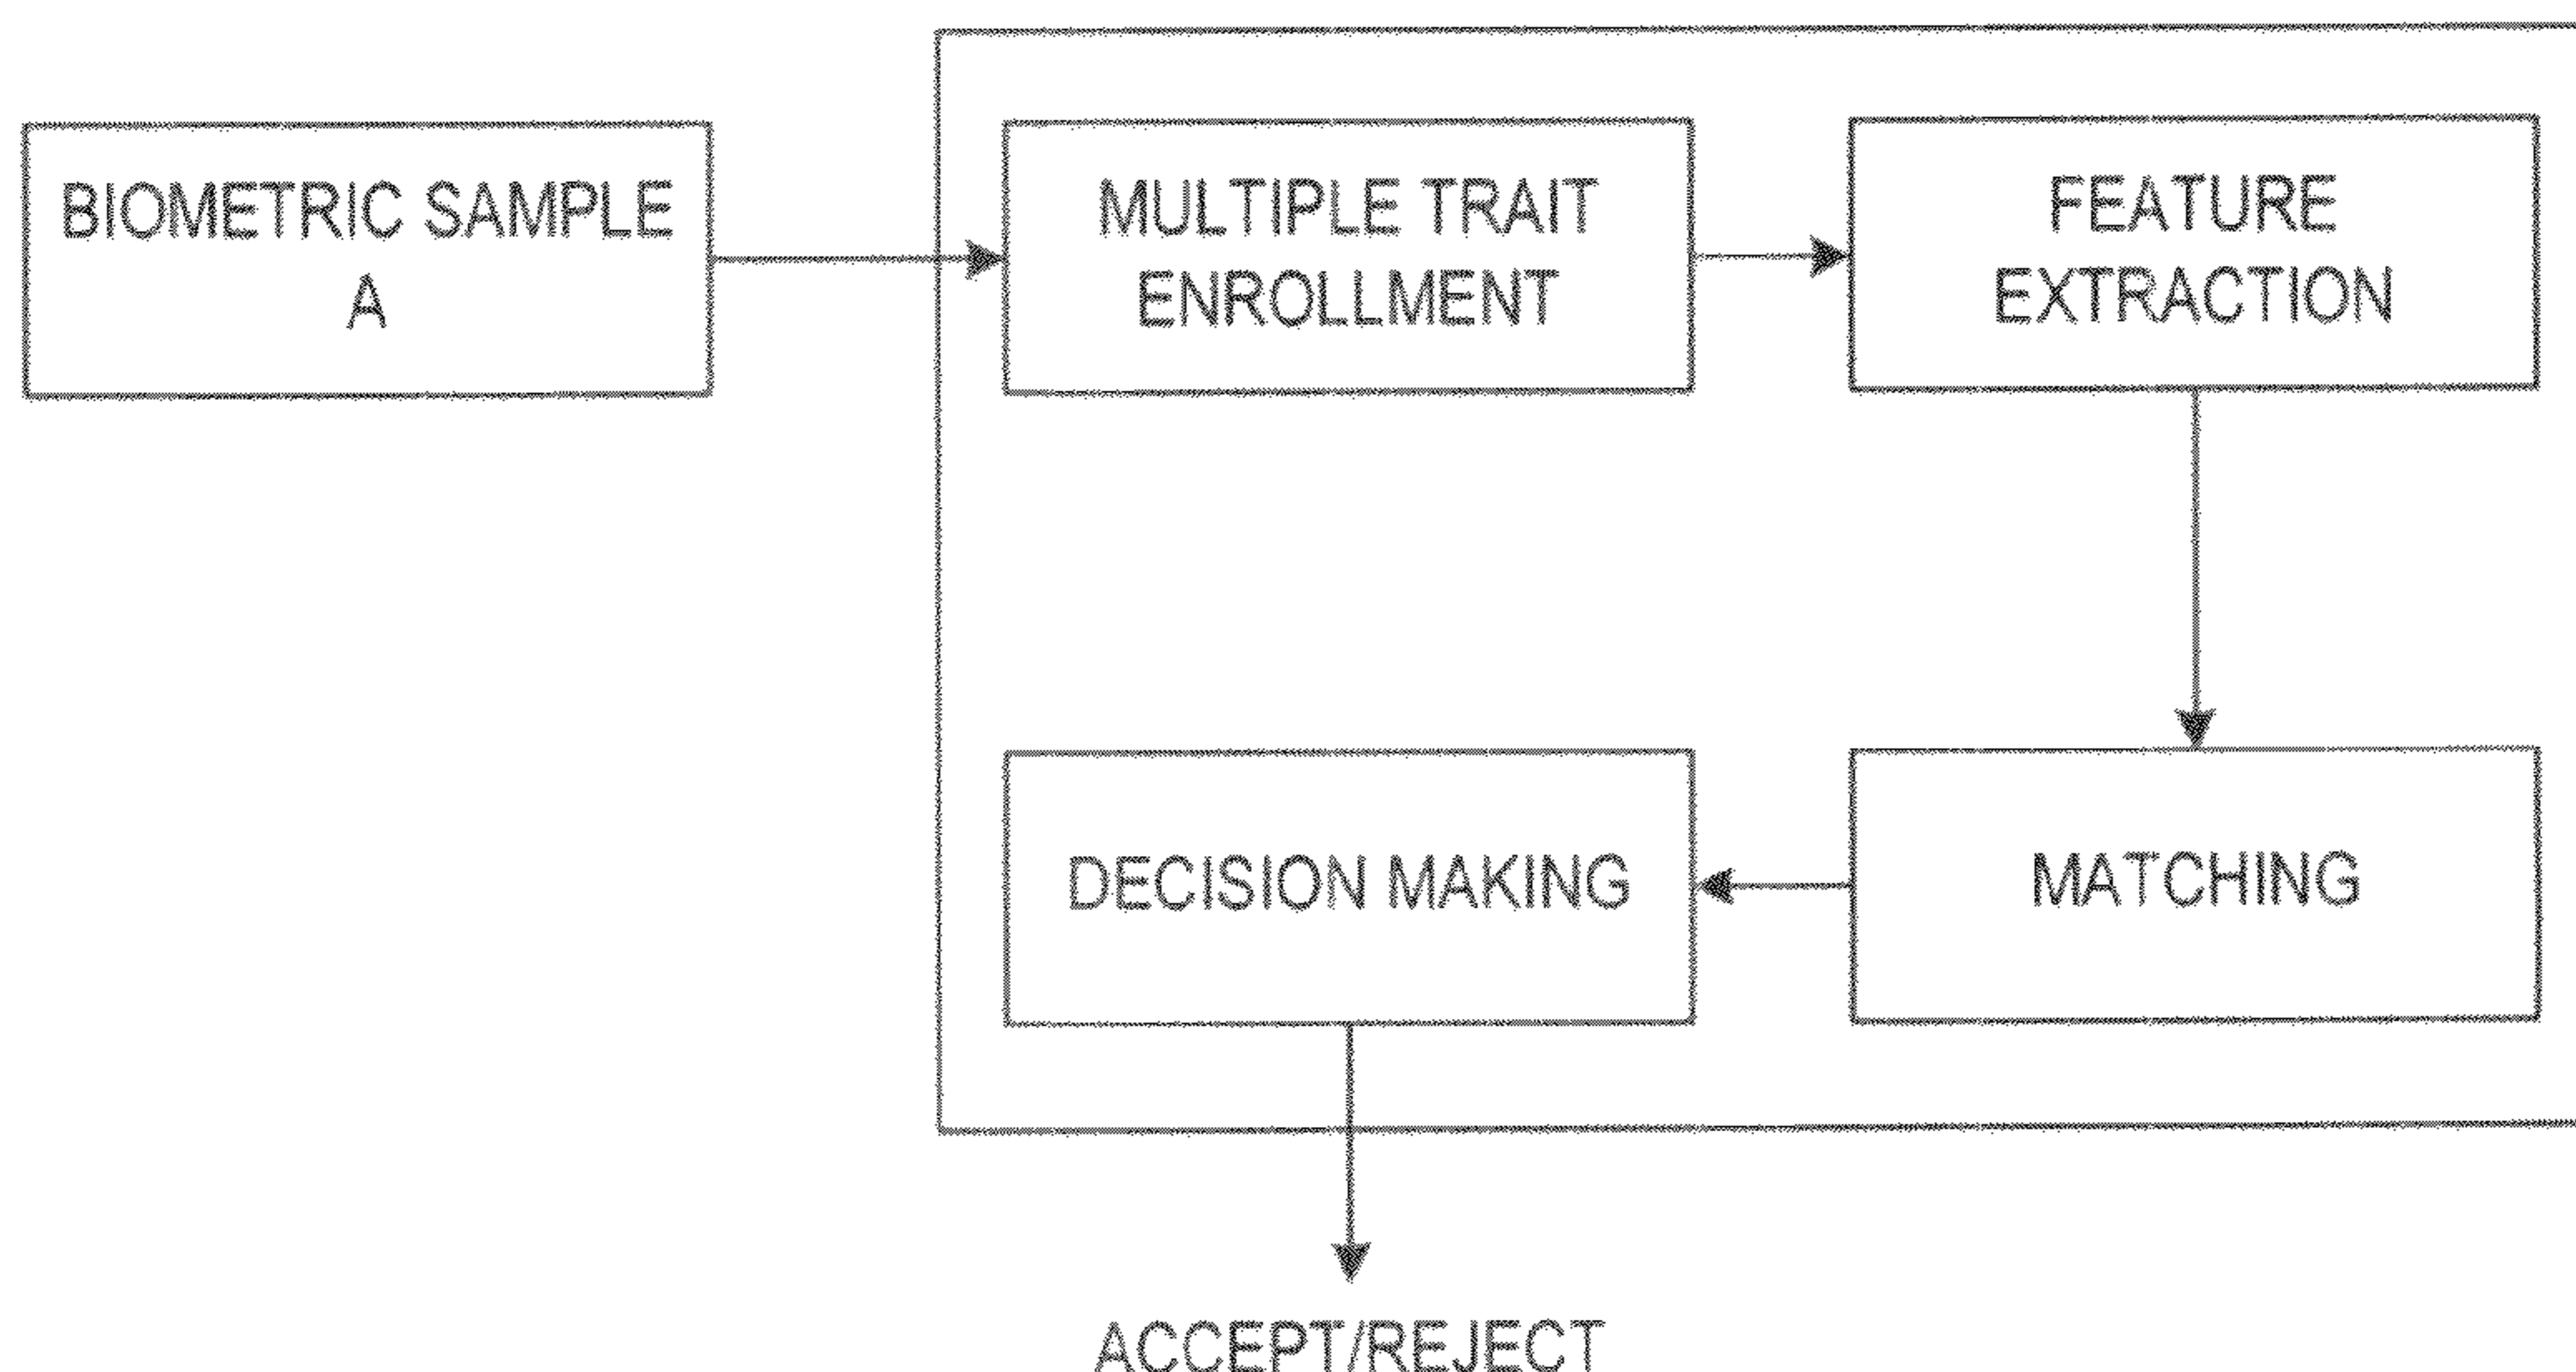 BIOMETRIC SAMPLE
A
MULTIPLE TRAIT
ENROLLMENT
FEATURE
EXTRACTION
DECISION MAKING
MATCHING
ACCEPT/REJECT